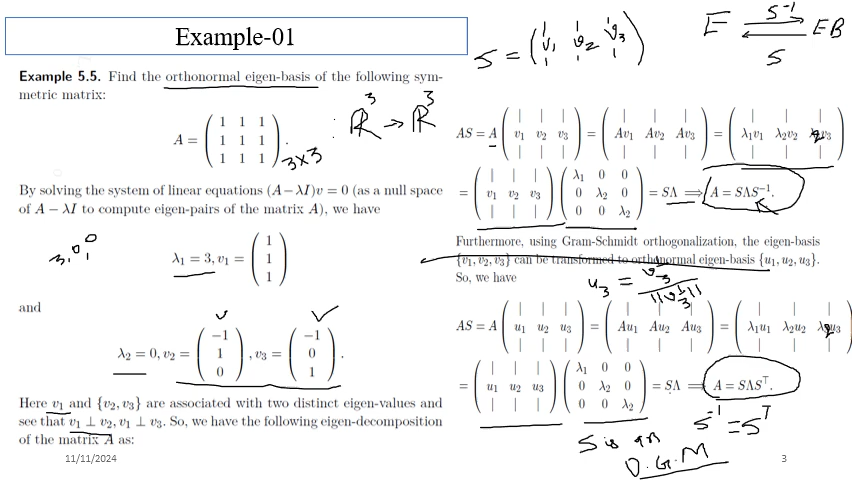 Example-01
Example 5.5. Find the orthonormal eigen-basis of the following sym-
metric matrix:
A = ( 1 1 1
1 1 1
1 1 1 ) .
3×3
: ℝ³ → ℝ³
By solving the system of linear equations (A−λI)v = 0 (as a null space
of A − λI to compute eigen-pairs of the matrix A), we have
3, 0, 0
λ₁ = 3, v₁ = ( 1
1
1 )
and
λ₂ = 0, v₂ = ( −1
1
0 ) , v₃ = ( −1
0
1 ) .
Here v₁ and {v₂, v₃} are associated with two distinct eigen-values and
see that v₁ ⊥ v₂, v₁ ⊥ v₃. So, we have the following eigen-decomposition
of the matrix A as:
S = ( | | |
v₁ v₂ v₃
| | | )
E S⁻¹ EB
S
AS = A ( | | |
v₁ v₂ v₃
| | | ) = ( | | |
Av₁ Av₂ Av₃
| | | ) = ( | | |
λ₁v₁ λ₂v₂ λ₂v₃
| | | )
= ( | | |
v₁ v₂ v₃
| | | ) ( λ₁ 0 0
0 λ₂ 0
0 0 λ₂ ) = SΛ ⟹ A = SΛS⁻¹.
Furthermore, using Gram-Schmidt orthogonalization, the eigen-basis
{v₁, v₂, v₃} can be transformed to orthonormal eigen-basis {u₁, u₂, u₃}.
So, we have
u₃ = v₃^⊥ / ||v₃^⊥||
AS = A ( | | |
u₁ u₂ u₃
| | | ) = ( | | |
Au₁ Au₂ Au₃
| | | ) = ( | | |
λ₁u₁ λ₂u₂ λ₂u₃
| | | )
= ( | | |
u₁ u₂ u₃
| | | ) ( λ₁ 0 0
0 λ₂ 0
0 0 λ₂ ) = SΛ ⟹ A = SΛS⊤.
S⁻¹ = Sᵀ
S is an
O.G.M
11/11/2024
3